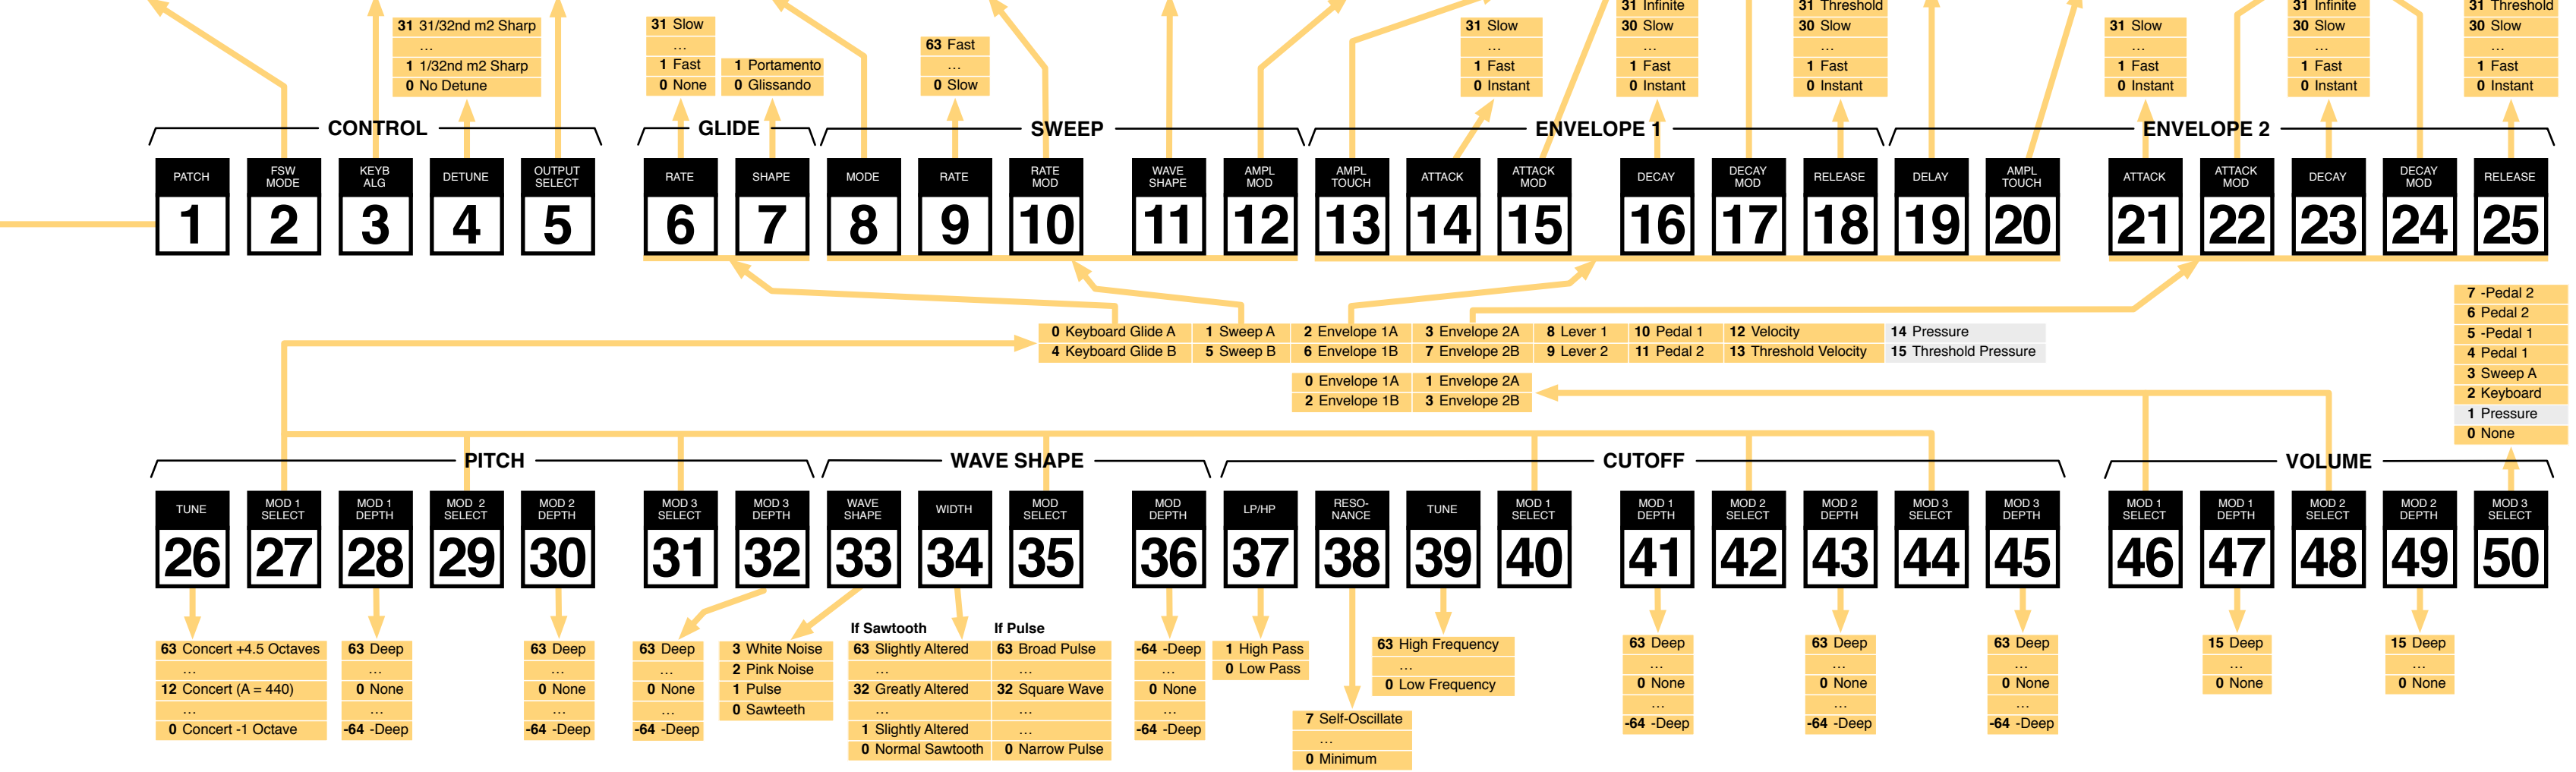 31 31/32nd m2 Sharp
...
1 1/32nd m2 Sharp
0 No Detune
31 Slow
...
1 Fast
0 None
1 Portamento
0 Glissando
63 Fast
...
0 Slow
31 Slow
...
1 Fast
0 Instant
31 Infinite
30 Slow
...
1 Fast
0 Instant
31 Threshold
30 Slow
...
1 Fast
0 Instant
31 Slow
...
1 Fast
0 Instant
31 Infinite
30 Slow
...
1 Fast
0 Instant
31 Threshold
30 Slow
...
1 Fast
0 Instant
CONTROL
GLIDE
SWEEP
ENVELOPE 1
ENVELOPE 2
PATCH
1
FSW
MODE
2
KEYB
ALG
3
DETUNE
4
OUTPUT
SELECT
5
RATE
6
SHAPE
7
MODE
8
RATE
9
RATE
MOD
10
WAVE
SHAPE
11
AMPL
MOD
12
AMPL
TOUCH
13
ATTACK
14
ATTACK
MOD
15
DECAY
16
DECAY
MOD
17
RELEASE
18
DELAY
19
AMPL
TOUCH
20
ATTACK
21
ATTACK
MOD
22
DECAY
23
DECAY
MOD
24
RELEASE
25
0 Keyboard Glide A 1 Sweep A 2 Envelope 1A 3 Envelope 2A 8 Lever 1 10 Pedal 1 12 Velocity 14 Pressure
4 Keyboard Glide B 5 Sweep B 6 Envelope 1B 7 Envelope 2B 9 Lever 2 11 Pedal 2 13 Threshold Velocity 15 Threshold Pressure
0 Envelope 1A 1 Envelope 2A
2 Envelope 1B 3 Envelope 2B
7 -Pedal 2
6 Pedal 2
5 -Pedal 1
4 Pedal 1
3 Sweep A
2 Keyboard
1 Pressure
0 None
PITCH
WAVE SHAPE
CUTOFF
VOLUME
TUNE
26
MOD 1
SELECT
27
MOD 1
DEPTH
28
MOD 2
SELECT
29
MOD 2
DEPTH
30
MOD 3
SELECT
31
MOD 3
DEPTH
32
WAVE
SHAPE
33
WIDTH
34
MOD
SELECT
35
MOD
DEPTH
36
LP/HP
37
RESO-
NANCE
38
TUNE
39
MOD 1
SELECT
40
MOD 1
DEPTH
41
MOD 2
SELECT
42
MOD 2
DEPTH
43
MOD 3
SELECT
44
MOD 3
DEPTH
45
MOD 1
SELECT
46
MOD 1
DEPTH
47
MOD 2
SELECT
48
MOD 2
DEPTH
49
MOD 3
SELECT
50
63 Concert +4.5 Octaves
...
12 Concert (A = 440)
...
0 Concert -1 Octave
63 Deep
...
0 None
...
-64 -Deep
63 Deep
...
0 None
...
-64 -Deep
63 Deep
...
0 None
...
-64 -Deep
3 White Noise
2 Pink Noise
1 Pulse
0 Sawteeth
If Sawtooth
63 Slightly Altered
...
32 Greatly Altered
...
1 Slightly Altered
0 Normal Sawtooth
If Pulse
63 Broad Pulse
...
32 Square Wave
...
...
0 Narrow Pulse
-64 -Deep
...
0 None
...
-64 -Deep
1 High Pass
0 Low Pass
7 Self-Oscillate
...
0 Minimum
63 High Frequency
...
0 Low Frequency
63 Deep
...
0 None
...
-64 -Deep
63 Deep
...
0 None
...
-64 -Deep
63 Deep
...
0 None
...
-64 -Deep
15 Deep
...
0 None
15 Deep
...
0 None